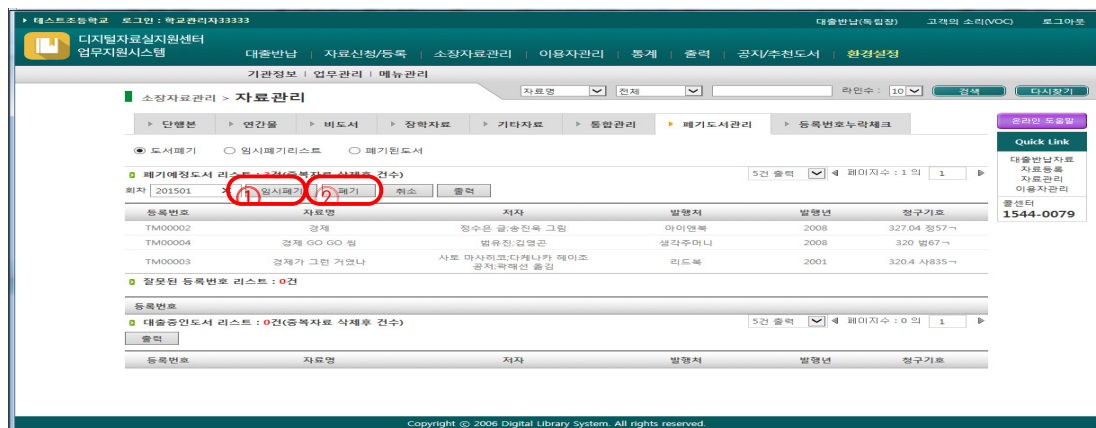 테스트초등학교 로그인 : 학교관리자33333 대출반납(독립창) 고객의 소리(VOC) 로그아웃
디지털자료실지원센터
업무지원시스템
대출반납 | 자료신청/등록 | 소장자료관리 | 이용자관리 | 통계 | 출력 | 공지/추천도서 | 환경설정
기관정보 | 업무관리 | 메뉴관리
소장자료관리 > 자료관리 자료명 전체 라인수 : 10 검색 다시찾기
단행본 연간물 비도서 장학자료 기타자료 통합관리 폐기도서관리 등록번호누락체크 온라인 도움말
도서폐기 임시폐기리스트 폐기된도서
Quick Link
대출반납자료
자료등록
자료관리
이용자관리
콜센터
1544-0079
폐기예정도서 리스트 : 3건(중복자료 삭제후 건수) 5건 출력 페이지수 : 1 의 1
회차 201501 X ① 임시폐기 ② 폐기 취소 출력
등록번호 자료명 저자 발행처 발행년 청구기호
TM00002 경제 정수은 글;송진욱 그림 아이앤북 2008 327.04 정57ㄱ
TM00004 경제 GO GO 씽 범유진;김영곤 생각주머니 2008 320 범67ㄱ
TM00003 경제가 그런 거였나 사토 마사히코;다케나카 헤이조 공저;곽해선 옮김 리드북 2001 320.4 사835ㄱ
잘못된 등록번호 리스트 : 0건
등록번호
대출중인도서 리스트 : 0건(중복자료 삭제후 건수) 5건 출력 페이지수 : 0 의 1
출력
등록번호 자료명 저자 발행처 발행년 청구기호
Copyright ⓒ 2006 Digital Library System. All rights reserved.